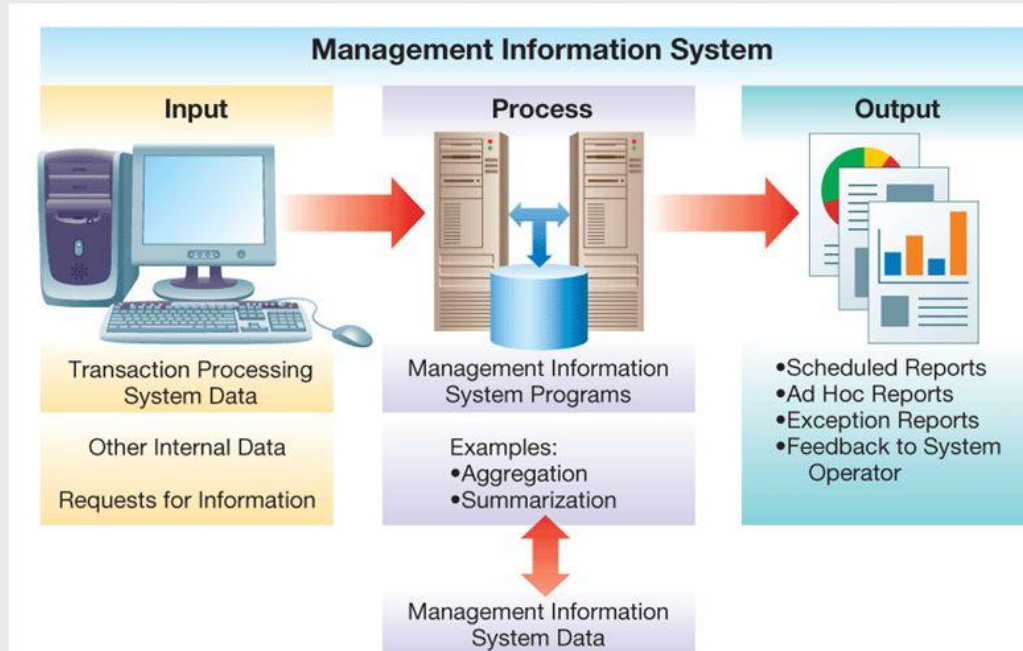 Management Information System
Input
Transaction Processing
System Data
Other Internal Data
Requests for Information
Process
Management Information
System Programs
Examples:
•Aggregation
•Summarization
Management Information
System Data
Output
•Scheduled Reports
•Ad Hoc Reports
•Exception Reports
•Feedback to System
Operator